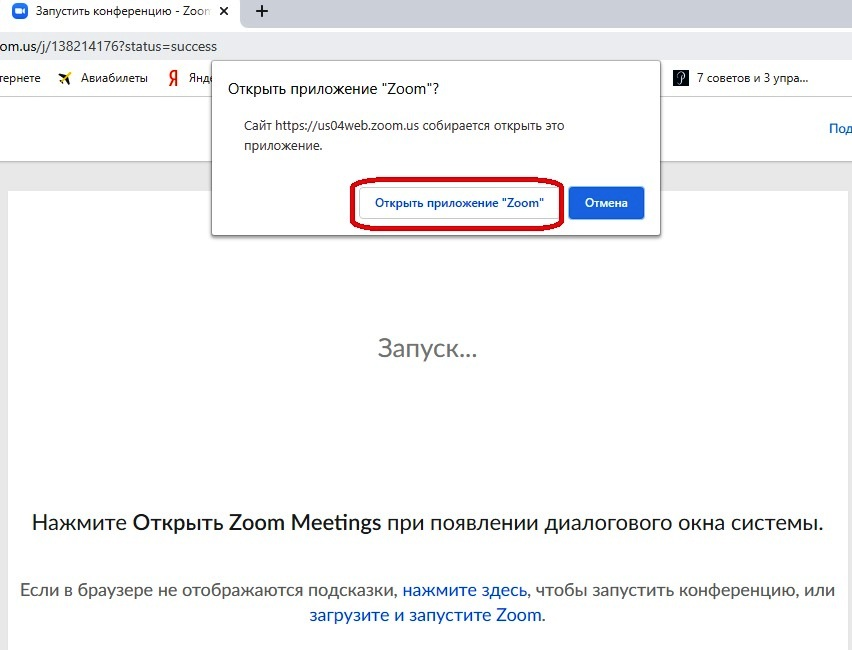 Запустить конференцию - Zoom
om.us/j/138214176?status=success
тернете Авиабилеты Янде 7 советов и 3 упра...
Открыть приложение "Zoom"?
Сайт https://us04web.zoom.us собирается открыть это
приложение.
Под
Открыть приложение "Zoom" Отмена
Запуск...
Нажмите Открыть Zoom Meetings при появлении диалогового окна системы.
Если в браузере не отображаются подсказки, нажмите здесь, чтобы запустить конференцию, или
загрузите и запустите Zoom.